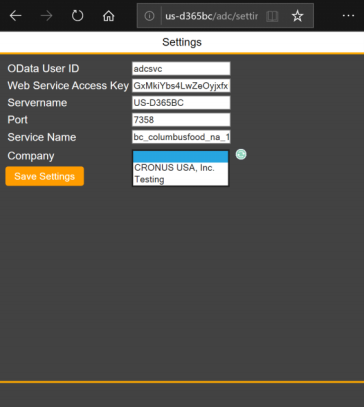 us-d365bc/adc/settir
Settings
OData User ID adcsvc
Web Service Access Key GxMkiYbs4LwZeOyjxfx
Servername US-D365BC
Port 7358
Service Name bc_columbusfood_na_1
Company
CRONUS USA, Inc.
Testing
Save Settings